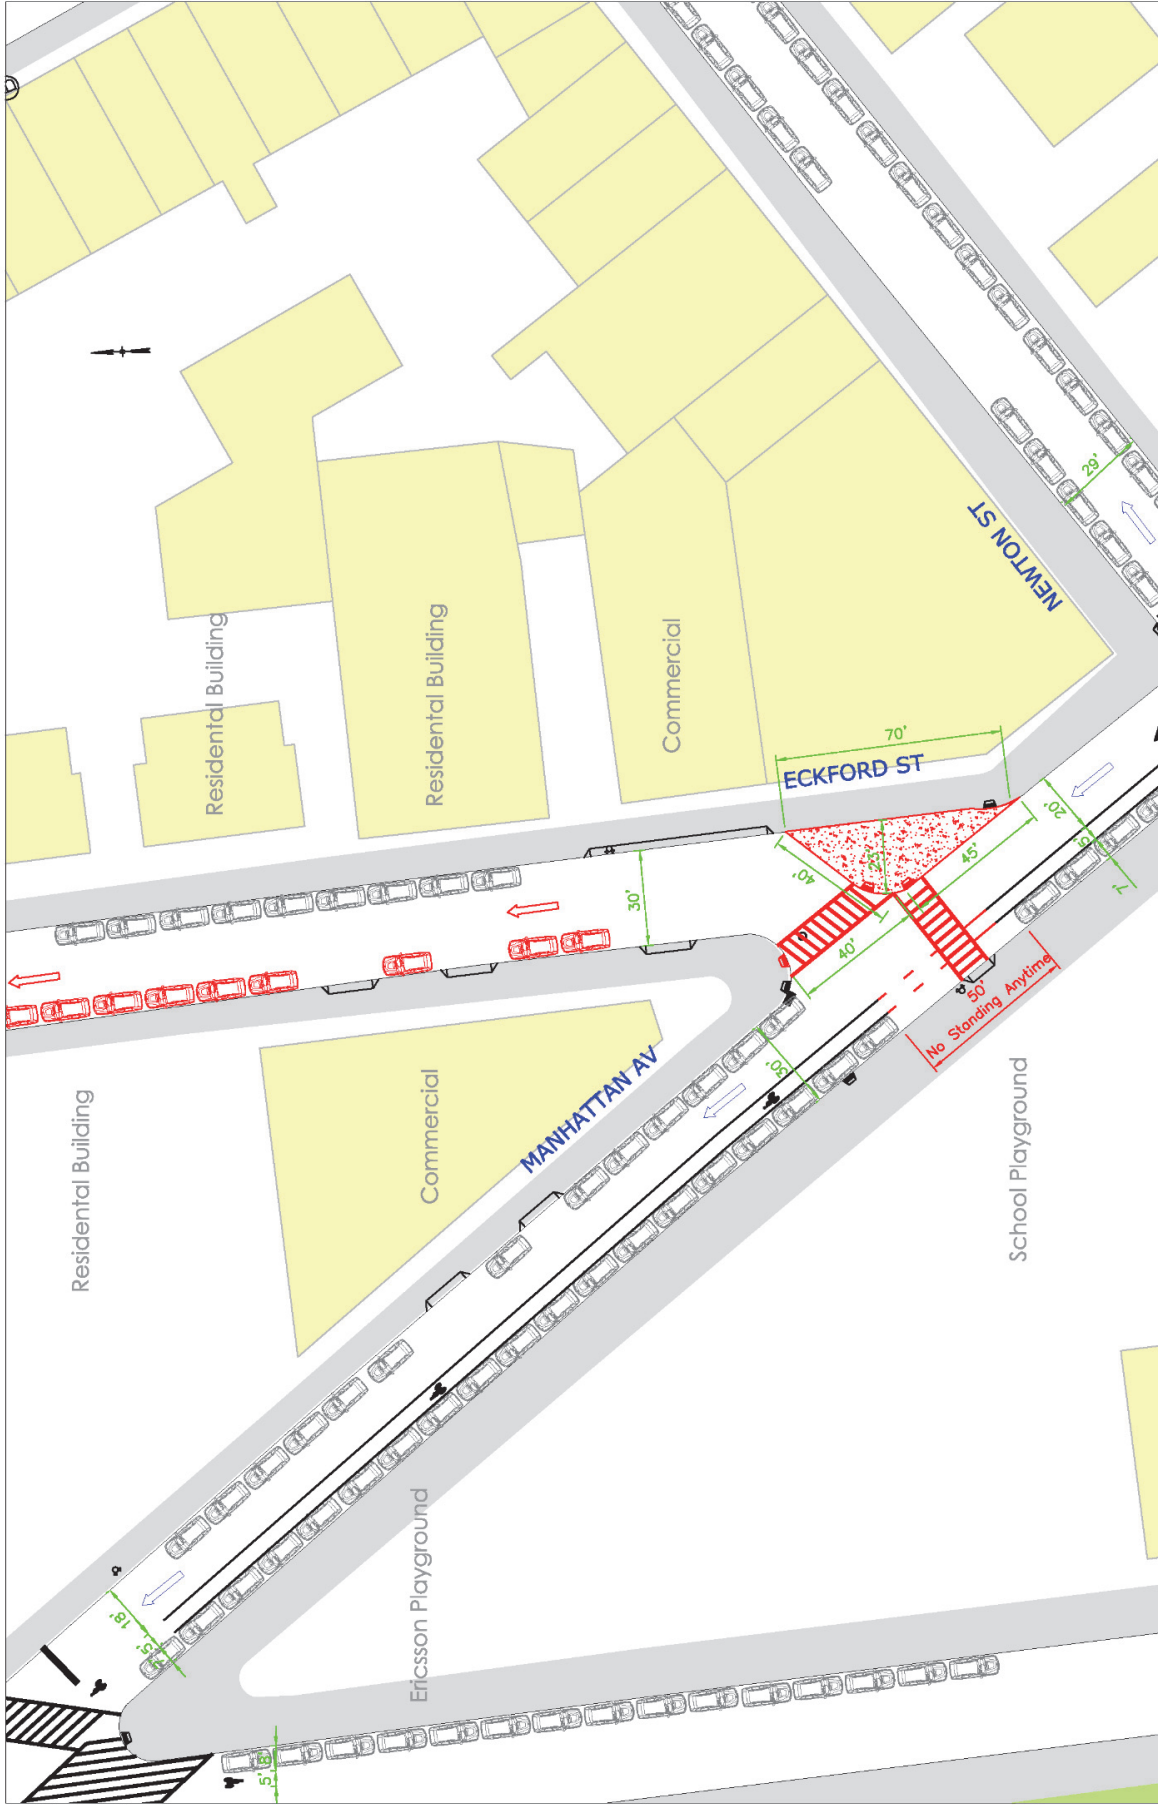 Residental Building
Residental Building
Commercial
NEWTON ST
29'
70'
ECKFORD ST
20'
5'
7'
45'
23'
40'
30'
40'
50'
No Standing Anytime
30'
MANHATTAN AV
Commercial
Residental Building
School Playground
Ericsson Playground
18'
5'
8'
5'